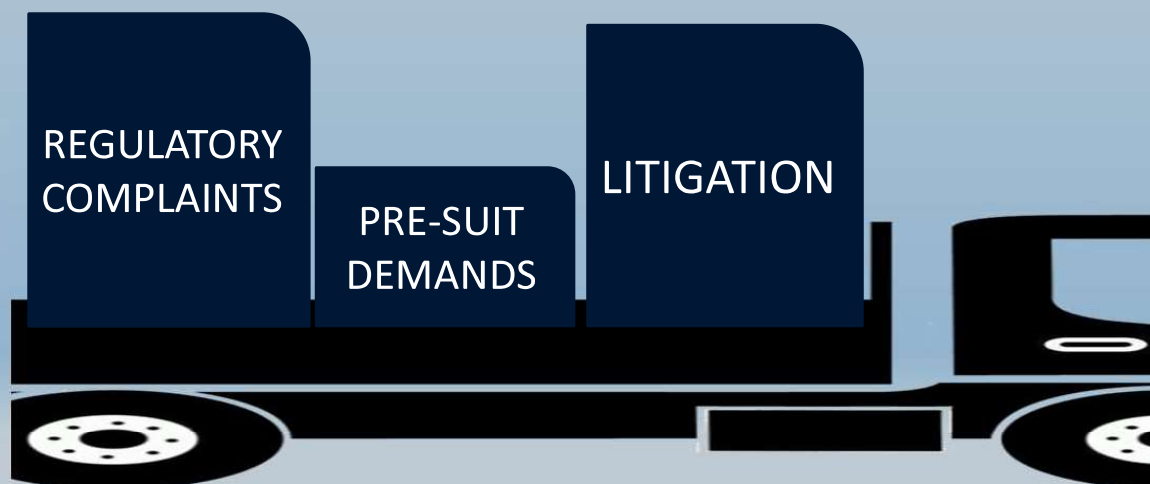 REGULATORY
COMPLAINTS
PRE-SUIT
DEMANDS
LITIGATION